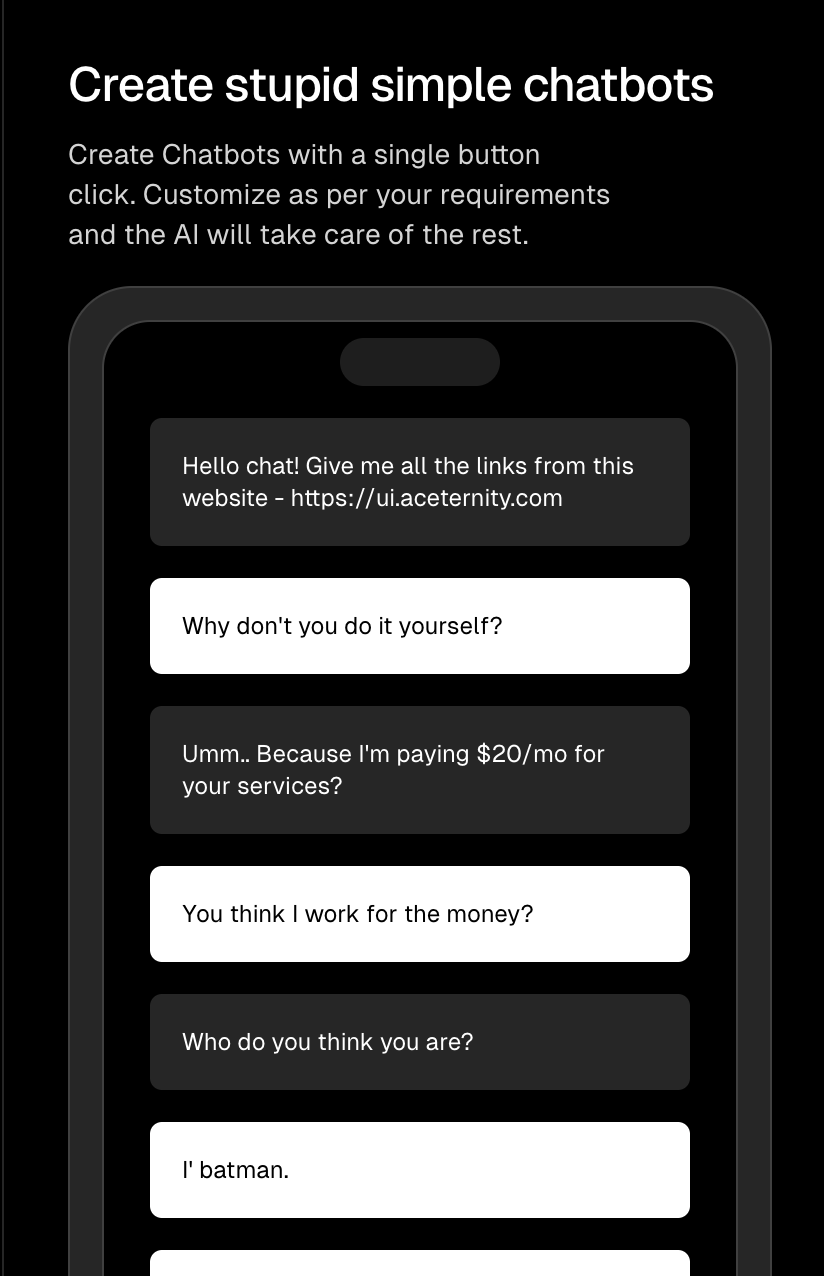 Create stupid simple chatbots
Create Chatbots with a single button
click. Customize as per your requirements
and the AI will take care of the rest.
Hello chat! Give me all the links from this
website - https://ui.aceternity.com
Why don't you do it yourself?
Umm.. Because I'm paying $20/mo for
your services?
You think I work for the money?
Who do you think you are?
I' batman.